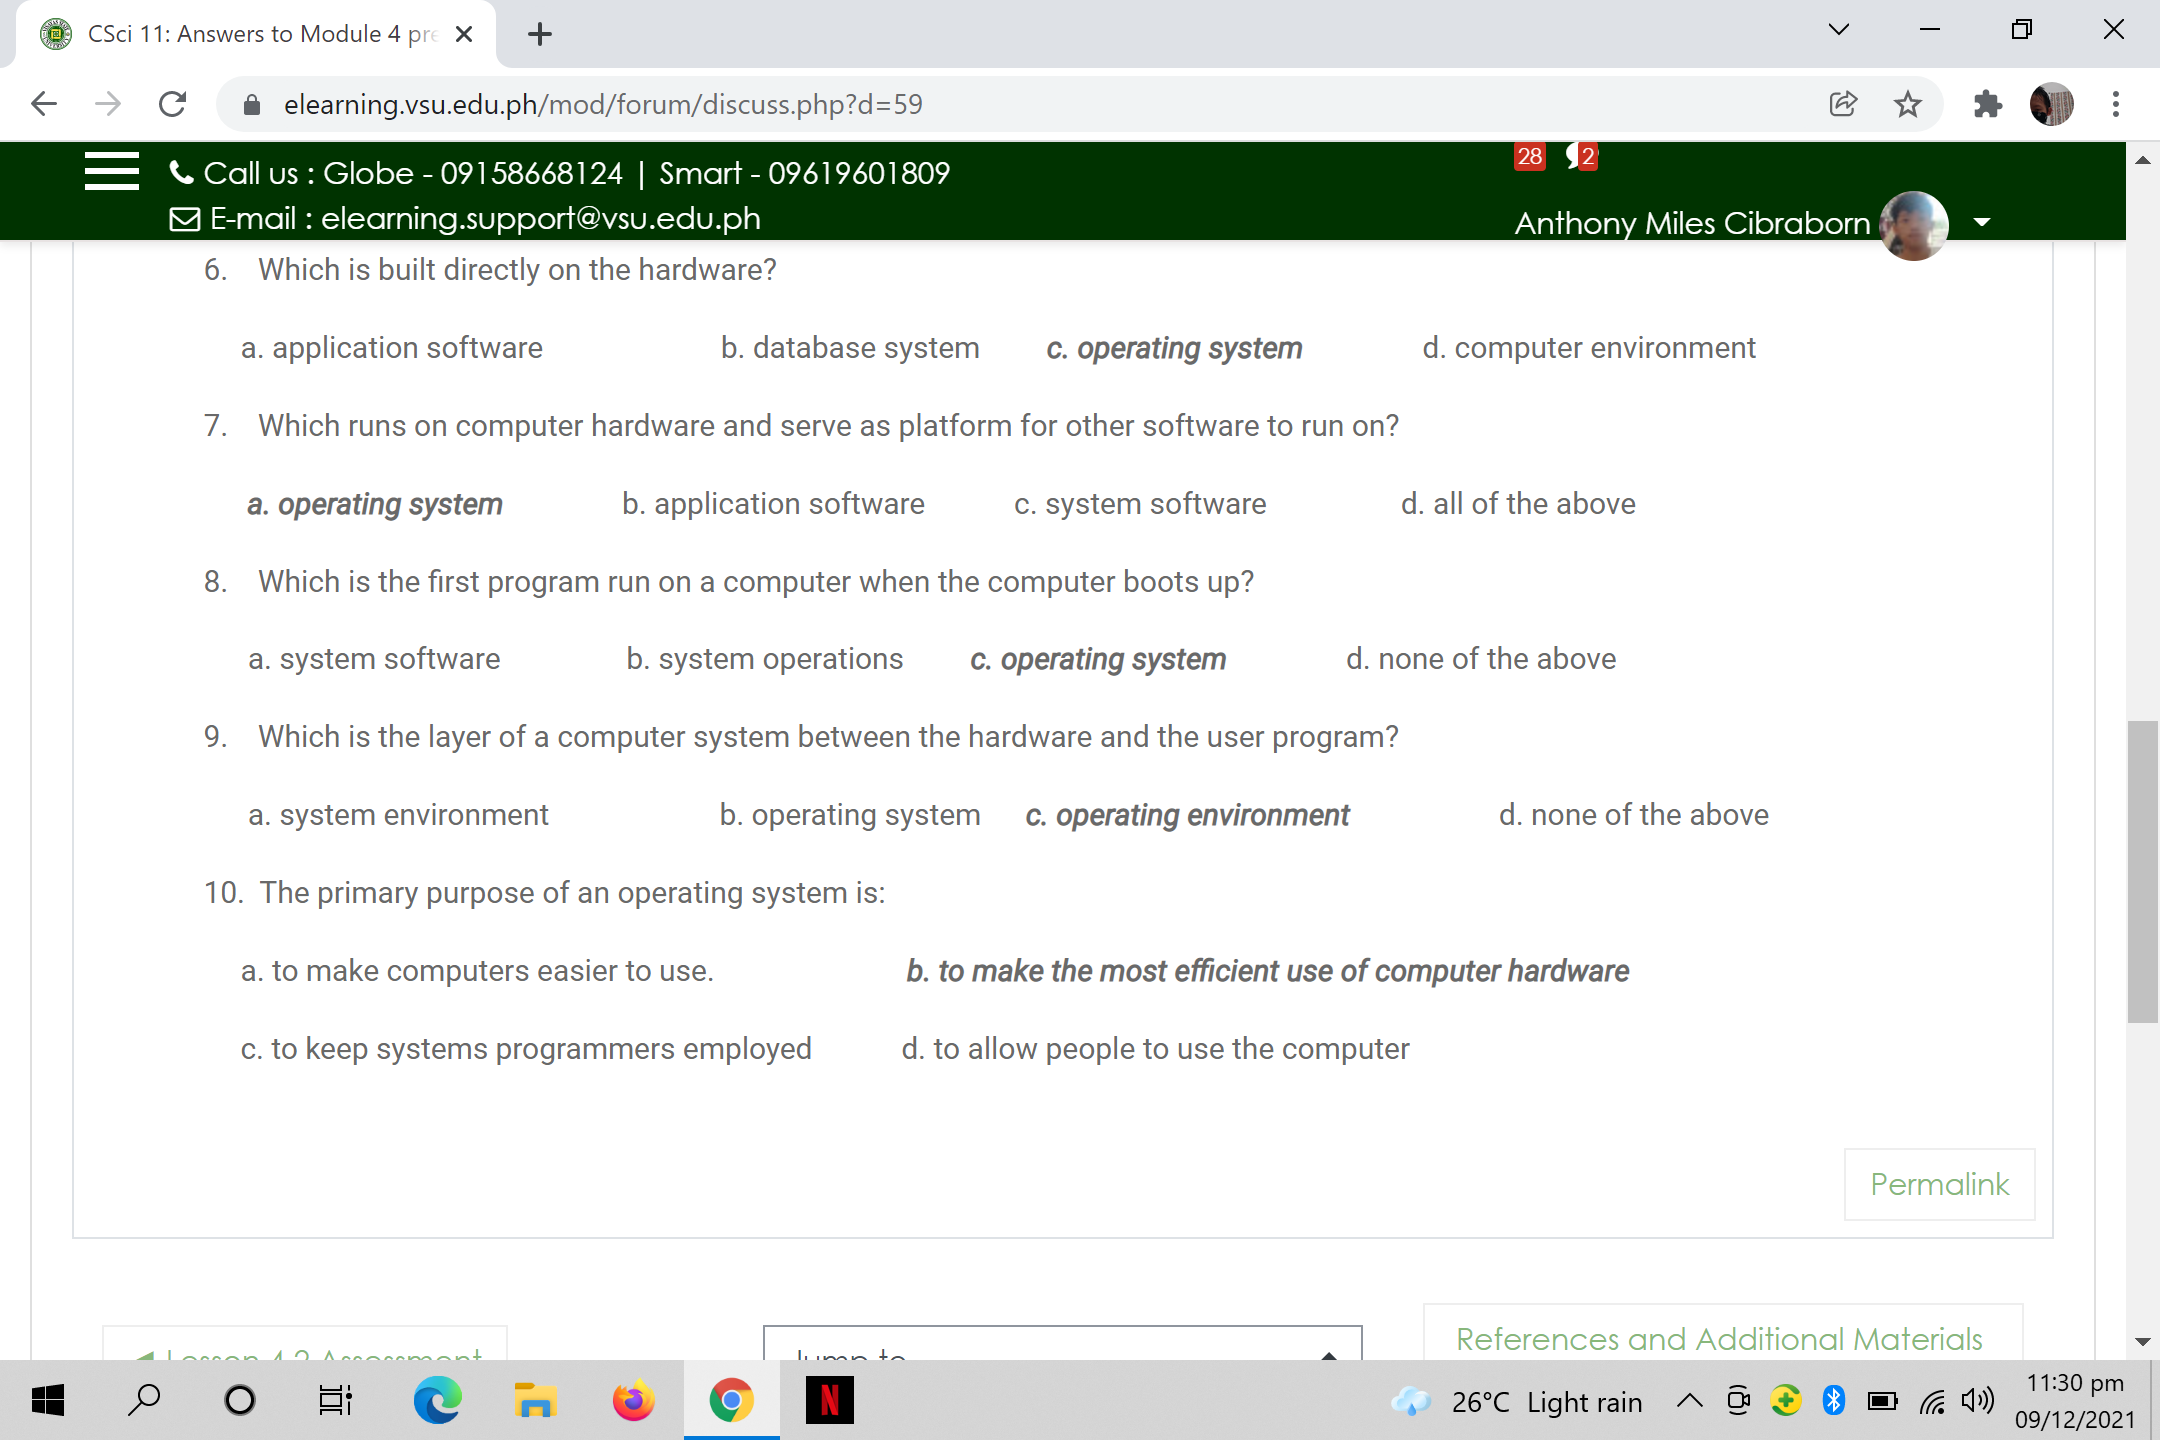 CSci 11: Answers to Module 4 pre
elearning.vsu.edu.ph/mod/forum/discuss.php?d=59
Call us : Globe - 09158668124 | Smart - 09619601809
28 2
E-mail : elearning.support@vsu.edu.ph
Anthony Miles Cibraborn
6. Which is built directly on the hardware?
a. application software b. database system c. operating system d. computer environment
7. Which runs on computer hardware and serve as platform for other software to run on?
a. operating system b. application software c. system software d. all of the above
8. Which is the first program run on a computer when the computer boots up?
a. system software b. system operations c. operating system d. none of the above
9. Which is the layer of a computer system between the hardware and the user program?
a. system environment b. operating system c. operating environment d. none of the above
10. The primary purpose of an operating system is:
a. to make computers easier to use. b. to make the most efficient use of computer hardware
c. to keep systems programmers employed d. to allow people to use the computer
Permalink
References and Additional Materials
Lesson 4.2 Assessment
Jump to
N
26°C Light rain
11:30 pm
09/12/2021